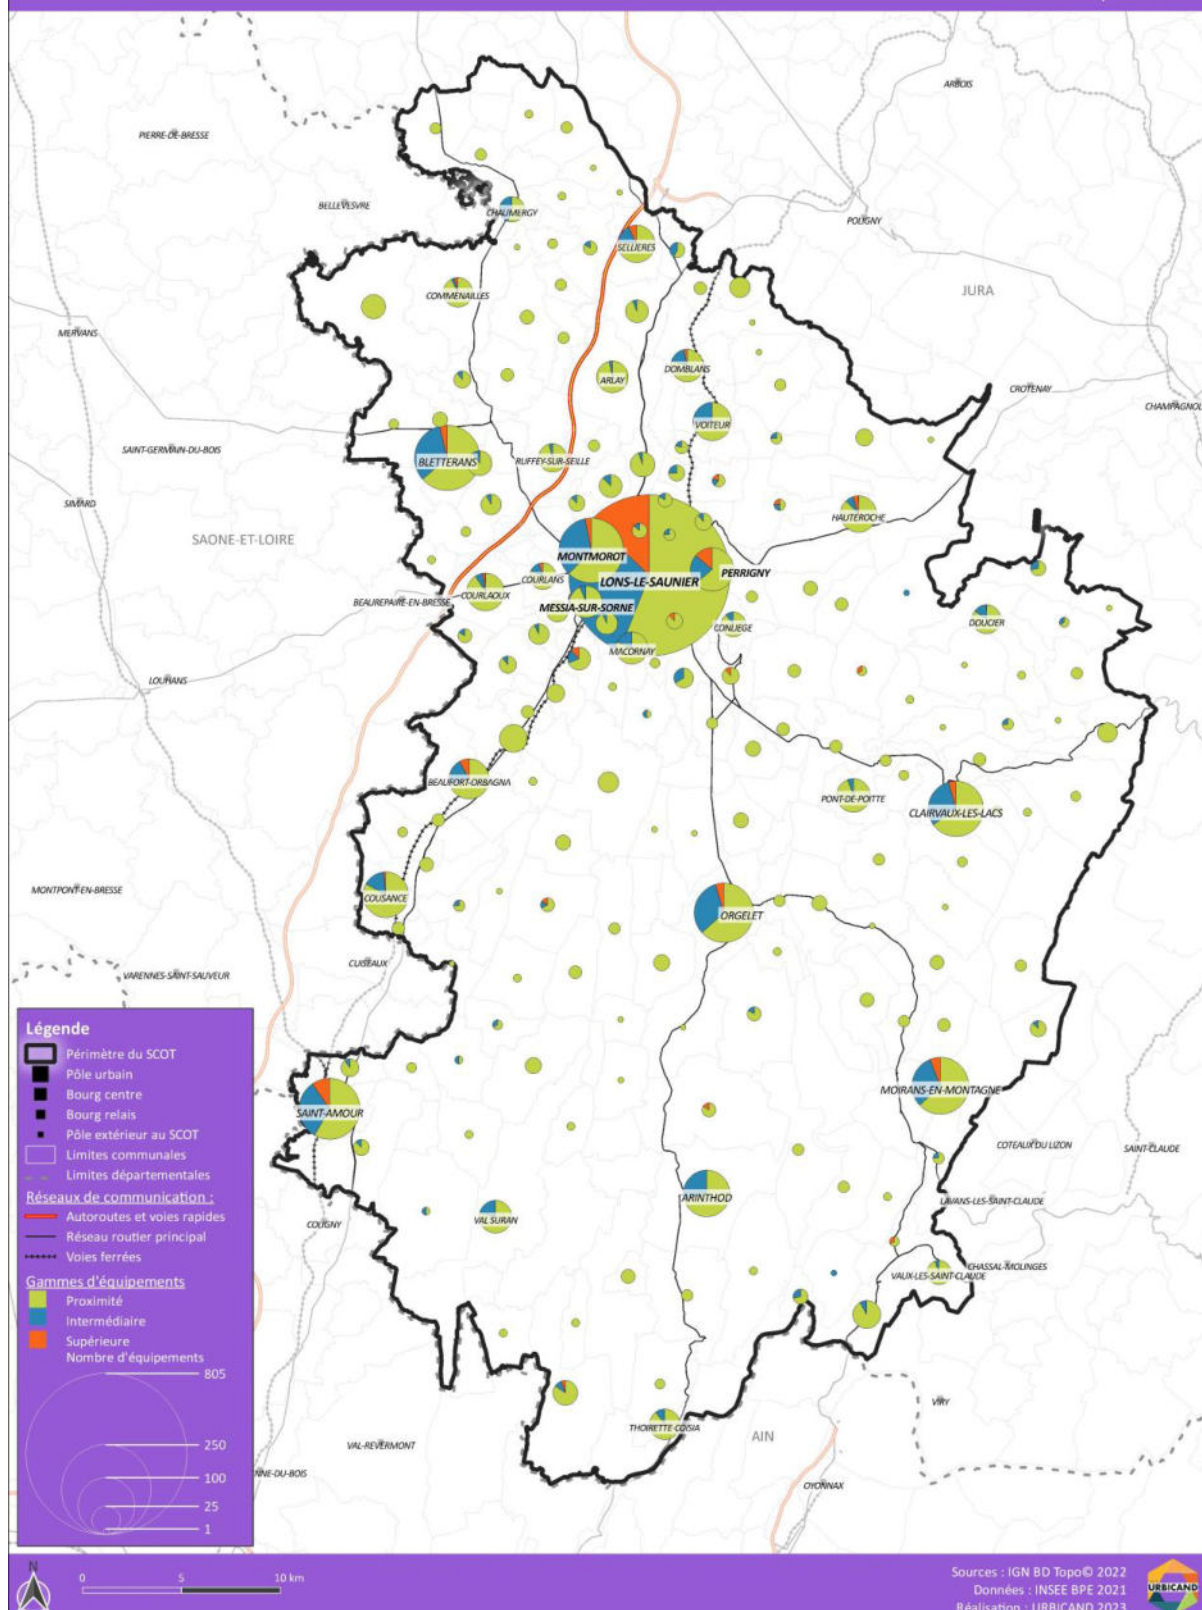 ARBOIS
PIERRE-DE-BRESSE
BELLEVESVRE
CHAUMERGY
POLIGNY
SELLIERES
COMMENAILLES
JURA
MERVANS
DOMBLANS
ARLAY
CROTENAY
CHAMPAGNOL
VOITEUR
SAINT-GERMAIN-DU-BOIS
BLETTERANS
RUFFEY-SUR-SEILLE
SIMARD
HAUTEROCHE
SAONE-ET-LOIRE
MONTMOROT
PERRIGNY
COURLANS
LONS-LE-SAUNIER
COURLAOUX
BEAUREPAIRE-EN-BRESSE
MESSIA-SUR-SORNE
DOUCIER
CONLIEGE
MACORNAY
LOUHANS
BEAUFORT-ORBAGNA
PONT-DE-POITTE
CLAIRVAUX-LES-LACS
MONTPONT-EN-BRESSE
COUSANCE
ORGELET
CUISEAUX
VARENNES-SAINT-SAUVEUR
MOIRANS-EN-MONTAGNE
SAINT-AMOUR
COTEAUX DU LIZON
SAINT-CLAUDE
ARINTHOD
LAVANS-LES-SAINT-CLAUDE
VAL SURAN
COLIGNY
CHASSAL-MOLINGES
VAUX-LES-SAINT-CLAUDE
VIRY
THOIRETTE-COISIA
AIN
VAL-REVERMONT
NNE-DU-BOIS
OYONNAX
Légende
Périmètre du SCOT
Pôle urbain
Bourg centre
Bourg relais
Pôle extérieur au SCOT
Limites communales
Limites départementales
Réseaux de communication :
Autoroutes et voies rapides
Réseau routier principal
Voies ferrées
Gammes d'équipements
Proximité
Intermédiaire
Supérieure
Nombre d'équipements
805
250
100
25
1
N
0 5 10 km
Sources : IGN BD Topo© 2022
Données : INSEE BPE 2021
Réalisation : URBICAND 2023
URBICAND